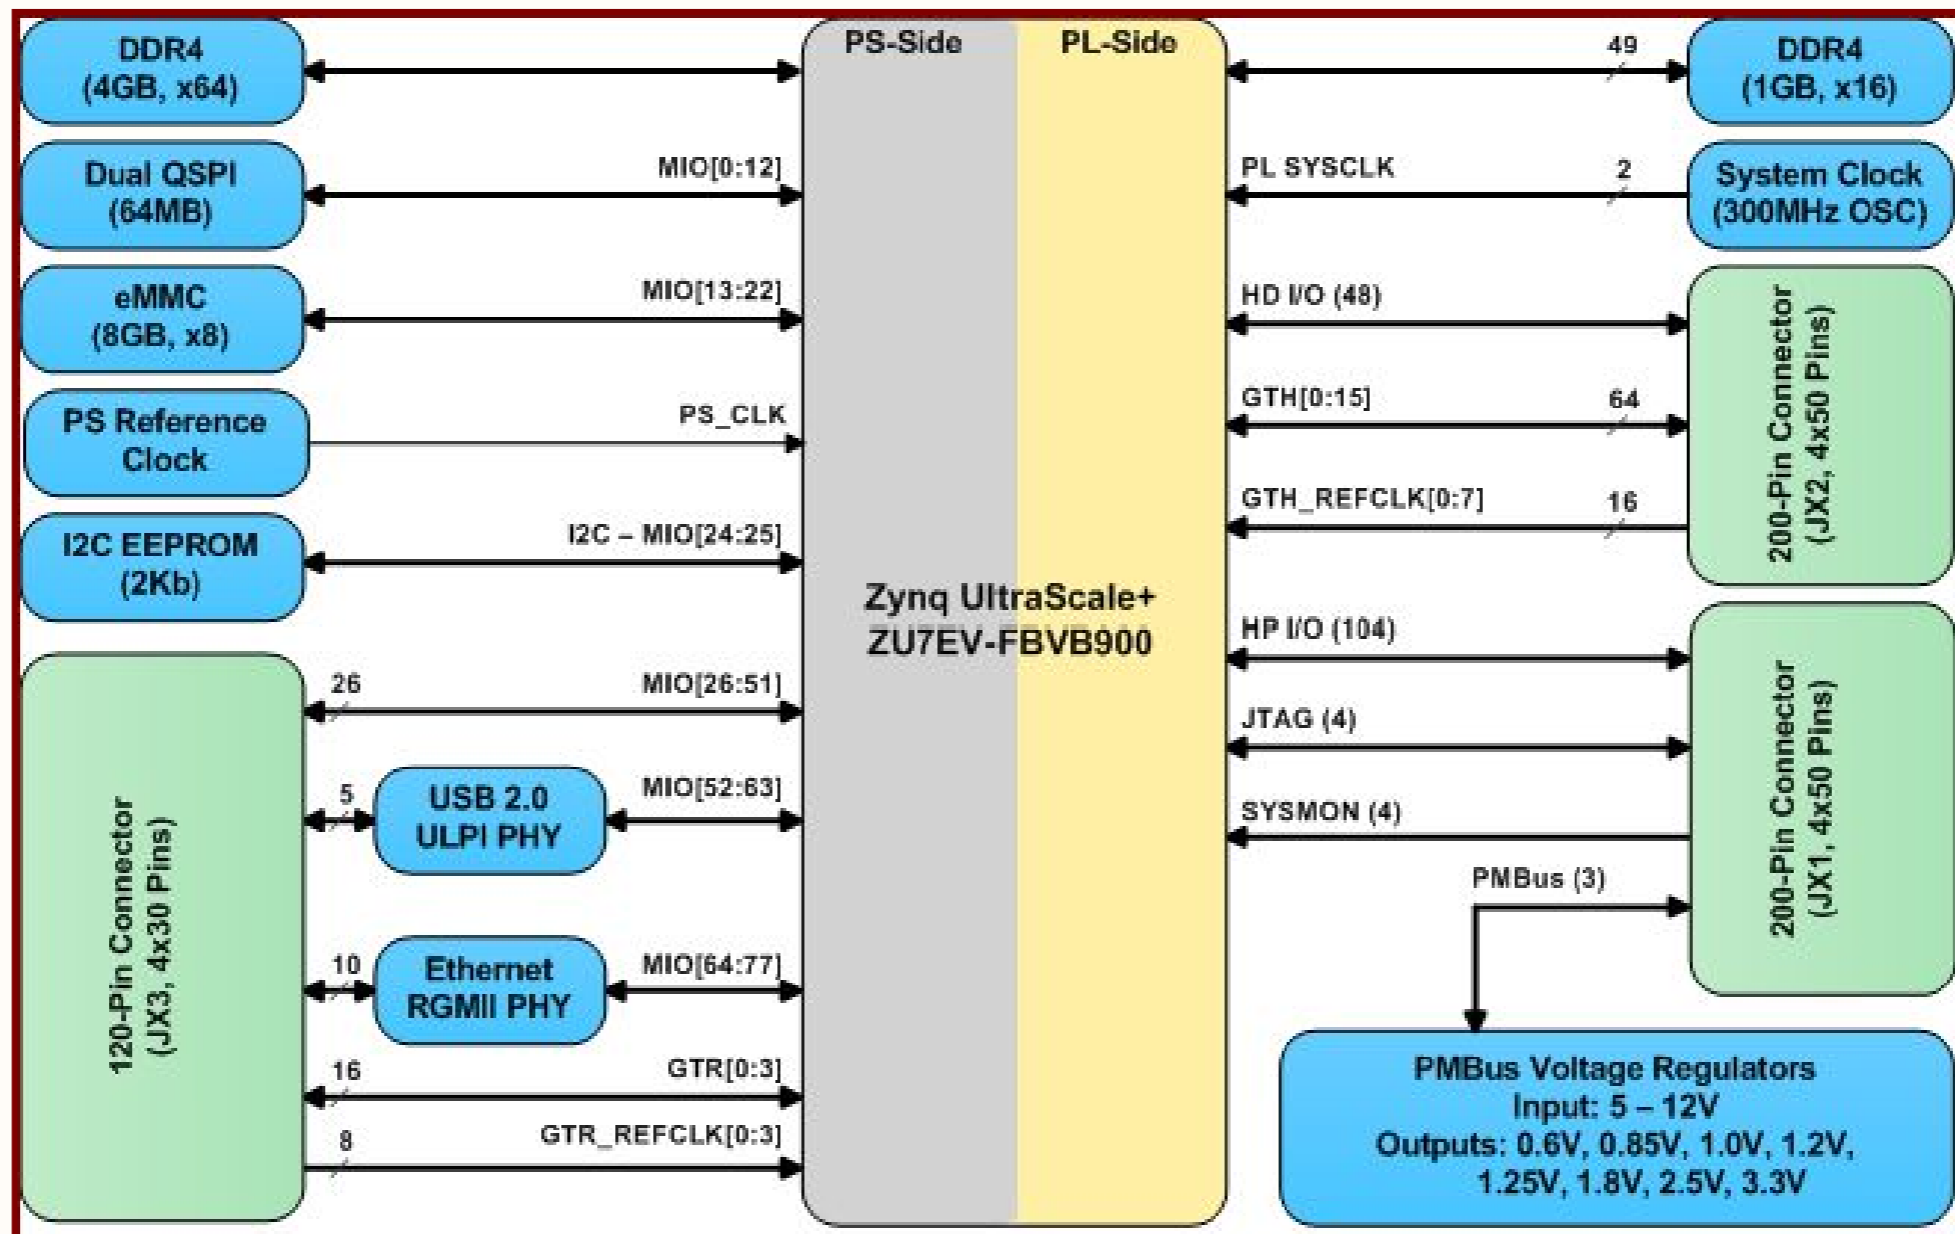 DDR4
(4GB, x64)
Dual QSPI
(64MB)
MIO[0:12]
eMMC
(8GB, x8)
MIO[13:22]
PS Reference
Clock
PS_CLK
I2C EEPROM
(2Kb)
I2C – MIO[24:25]
120-Pin Connector
(JX3, 4x30 Pins)
26
MIO[26:51]
5
USB 2.0
ULPI PHY
MIO[52:63]
10
Ethernet
RGMII PHY
MIO[64:77]
16
GTR[0:3]
8
GTR_REFCLK[0:3]
PS-Side
PL-Side
Zynq UltraScale+
ZU7EV-FBVB900
49
DDR4
(1GB, x16)
PL SYSCLK
2
System Clock
(300MHz OSC)
HD I/O (48)
GTH[0:15]
64
GTH_REFCLK[0:7]
16
200-Pin Connector
(JX2, 4x50 Pins)
HP I/O (104)
JTAG (4)
SYSMON (4)
PMBus (3)
200-Pin Connector
(JX1, 4x50 Pins)
PMBus Voltage Regulators
Input: 5 – 12V
Outputs: 0.6V, 0.85V, 1.0V, 1.2V,
1.25V, 1.8V, 2.5V, 3.3V